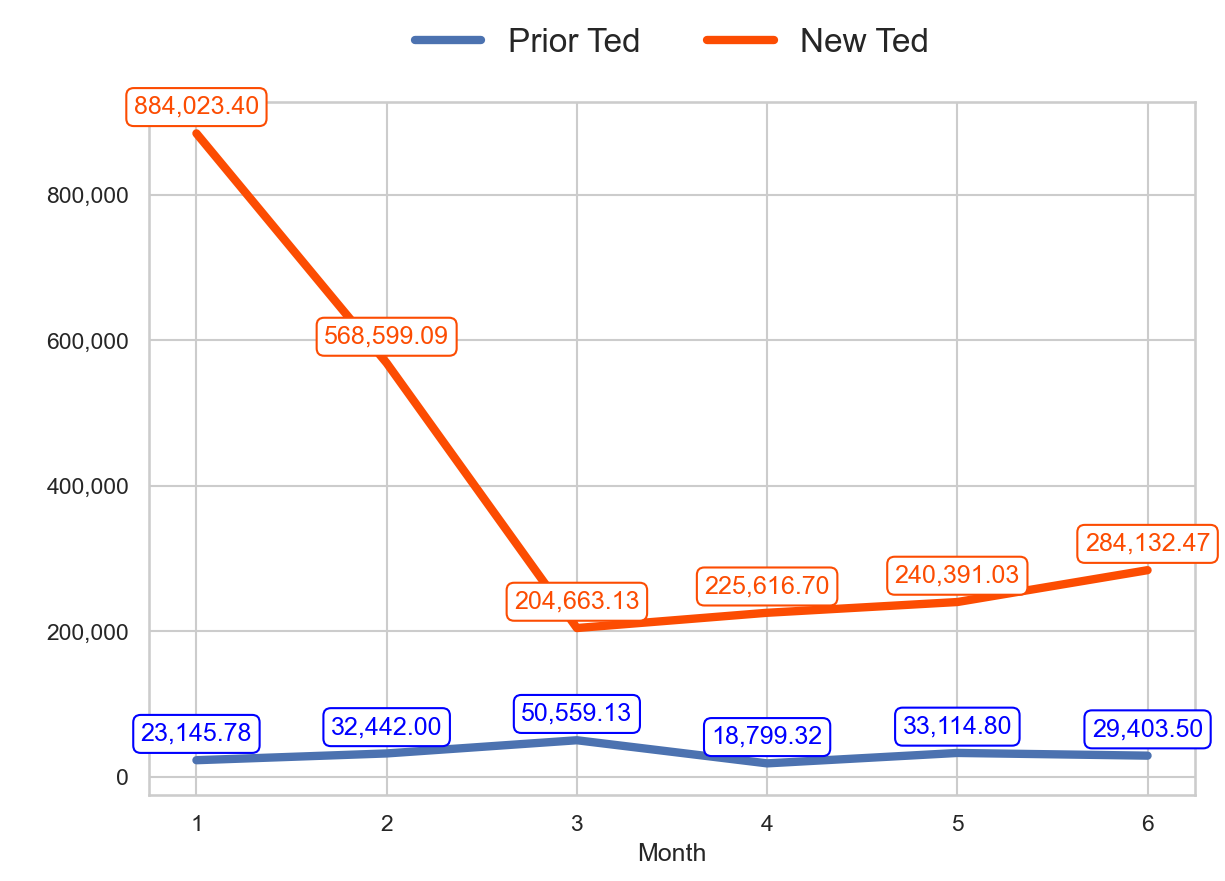 Prior Ted New Ted
884,023.40
800,000
568,599.09
600,000
400,000
284,132.47
240,391.03
225,616.70
204,663.13
200,000
23,145.78 32,442.00 50,559.13 18,799.32 33,114.80 29,403.50
0
1 2 3 4 5 6
Month